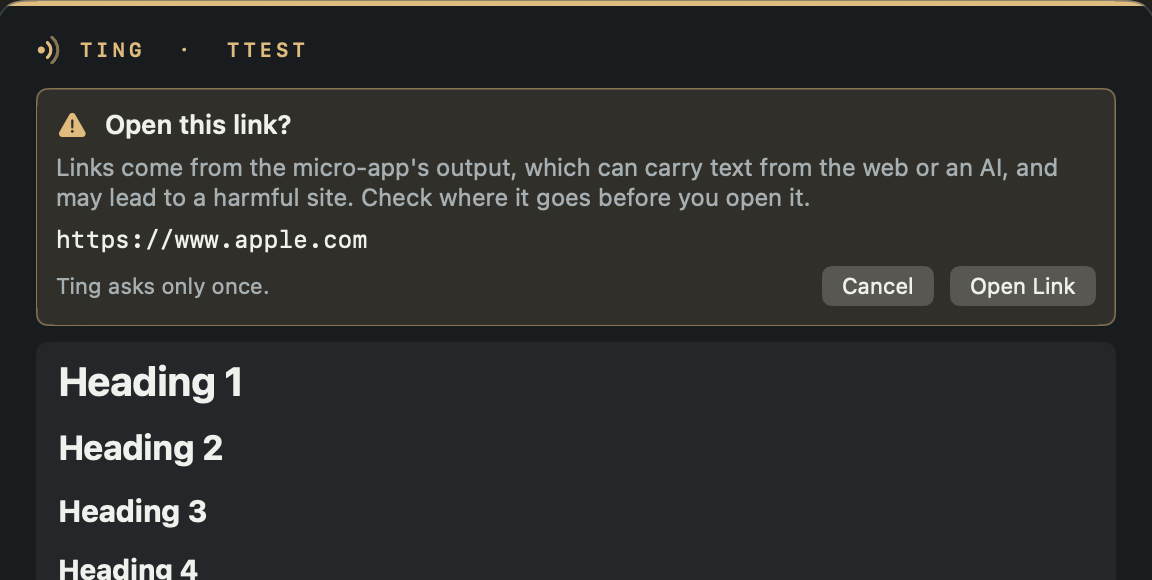 TING · TTEST
Open this link?
Links come from the micro-app's output, which can carry text from the web or an AI, and
may lead to a harmful site. Check where it goes before you open it.
https://www.apple.com
Ting asks only once.
Cancel
Open Link
Heading 1
Heading 2
Heading 3
Heading 4